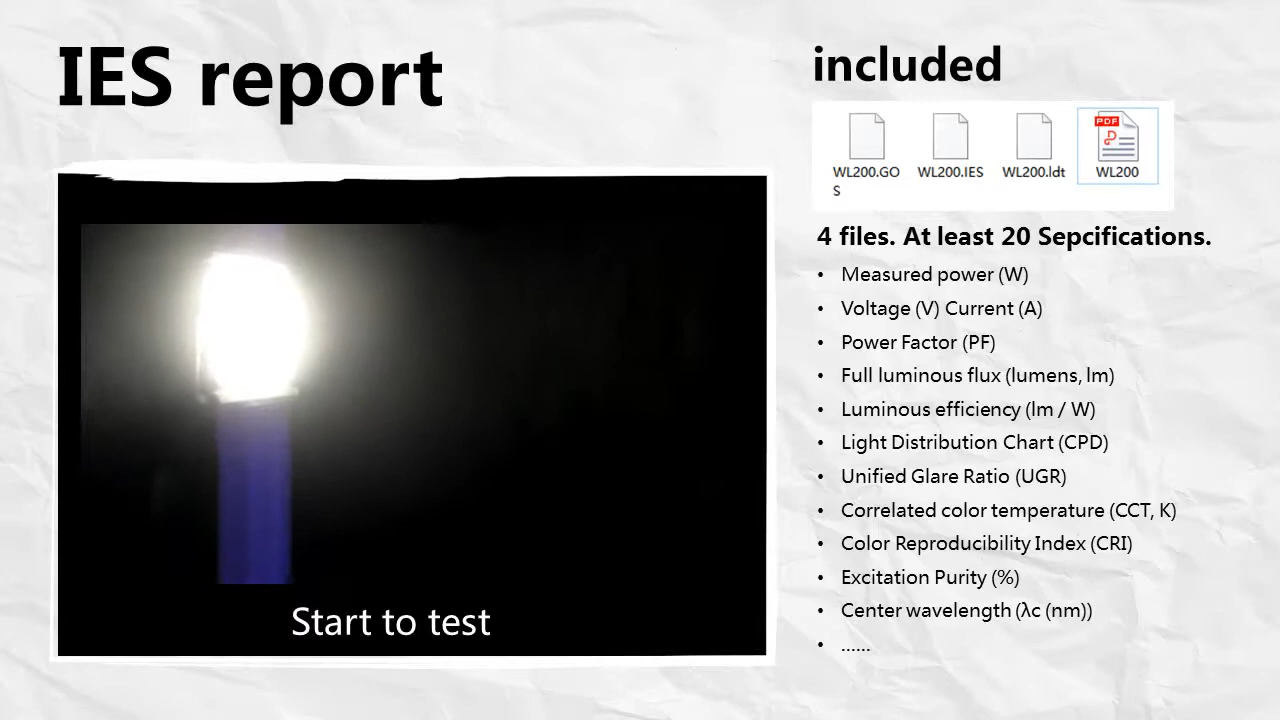 IES report
included
WL200.GO
S
WL200.IES
WL200.ldt
PDF
WL200
4 files. At least 20 Sepcifications.
• Measured power (W)
• Voltage (V) Current (A)
• Power Factor (PF)
• Full luminous flux (lumens, lm)
• Luminous efficiency (lm / W)
• Light Distribution Chart (CPD)
• Unified Glare Ratio (UGR)
• Correlated color temperature (CCT, K)
• Color Reproducibility Index (CRI)
• Excitation Purity (%)
• Center wavelength (λc (nm))
• ......
Start to test